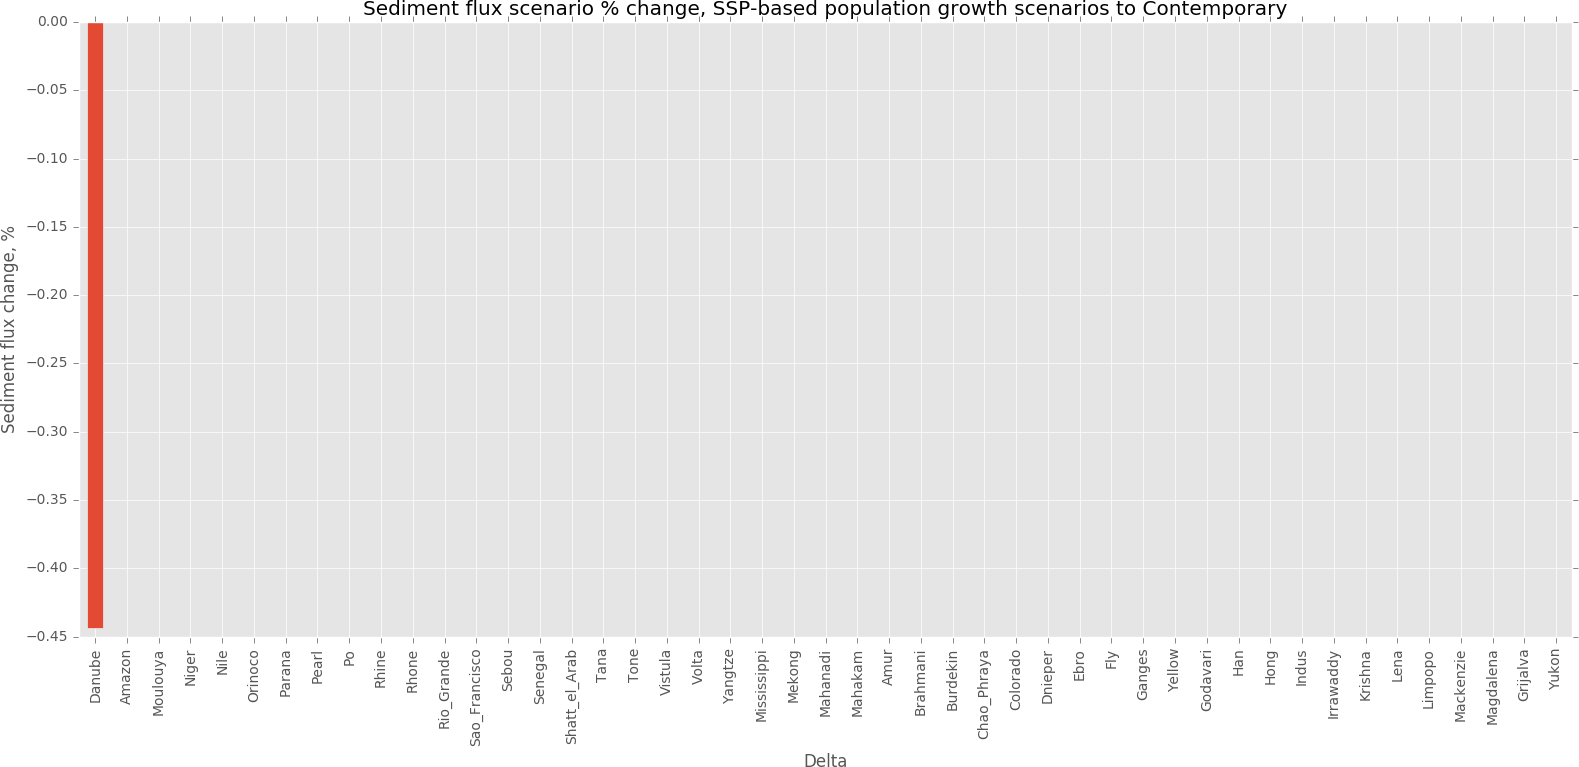 Sediment flux scenario % change, SSP-based population growth scenarios to Contemporary
Sediment flux change, %
0.00
−0.05
−0.10
−0.15
−0.20
−0.25
−0.30
−0.35
−0.40
−0.45
Danube
Amazon
Moulouya
Niger
Nile
Orinoco
Parana
Pearl
Po
Rhine
Rhone
Rio_Grande
Sao_Francisco
Sebou
Senegal
Shatt_el_Arab
Tana
Tone
Vistula
Volta
Yangtze
Mississippi
Mekong
Mahanadi
Mahakam
Amur
Brahmani
Burdekin
Chao_Phraya
Colorado
Dnieper
Ebro
Fly
Ganges
Yellow
Godavari
Han
Hong
Indus
Irrawaddy
Krishna
Lena
Limpopo
Mackenzie
Magdalena
Grijalva
Yukon
Delta